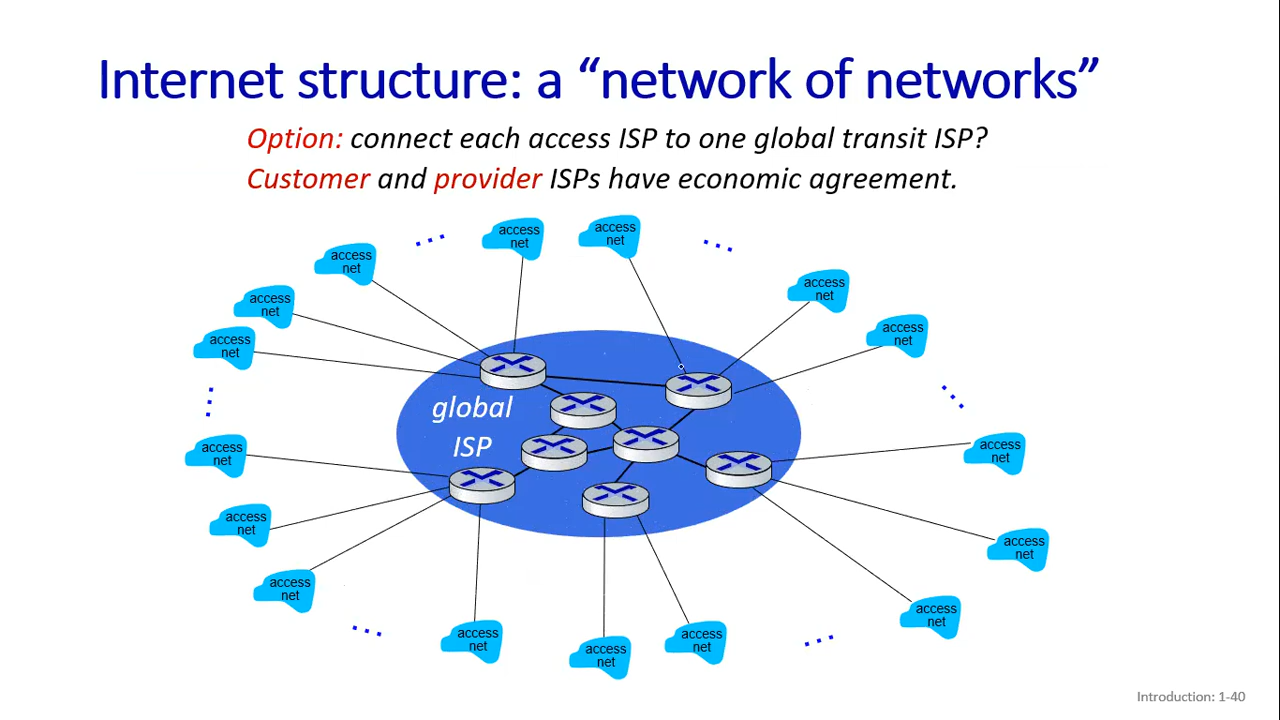 Internet structure: a “network of networks”
Option: connect each access ISP to one global transit ISP?
Customer and provider ISPs have economic agreement.
access
net
access
net
access
net
access
net
access
net
access
net
access
net
access
net
global
ISP
access
net
access
net
access
net
access
net
access
net
access
net
access
net
access
net
access
net
Introduction: 1-40